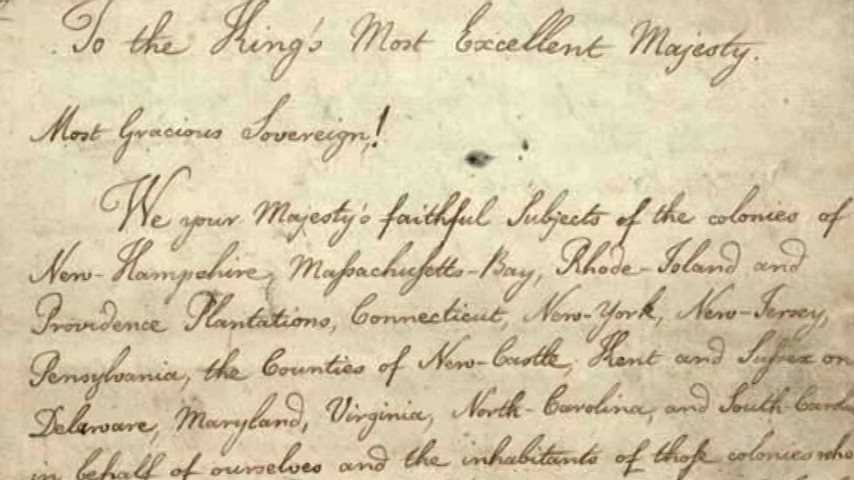 To the King's Most Excellent Majesty.
Most Gracious Sovereign!
We your Majesty's faithful Subjects of the colonies of
New-Hampshire, Maſsachuſetts-Bay, Rhode-Island and
Providence Plantations, Connecticut, New-York, New-Jersey,
Pensylvania, the Counties of New-Castle, Kent and Suſsex on
Delaware, Maryland, Virginia, North-Carolina, and South-Carol
in behalf of ourselves and the inhabitants of thoſe colonies who